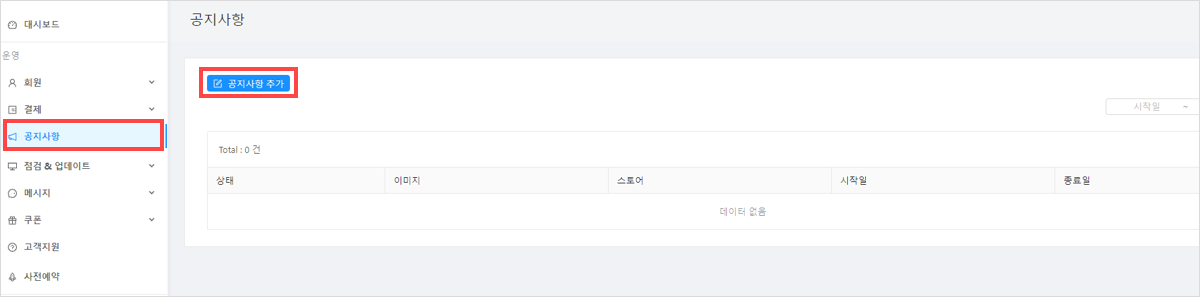 대시보드
운영
회원
결제
공지사항
점검 & 업데이트
메시지
쿠폰
고객지원
사전예약
공지사항
공지사항 추가
시작일 ~
Total : 0 건
상태 이미지 스토어 시작일 종료일
데이터 없음